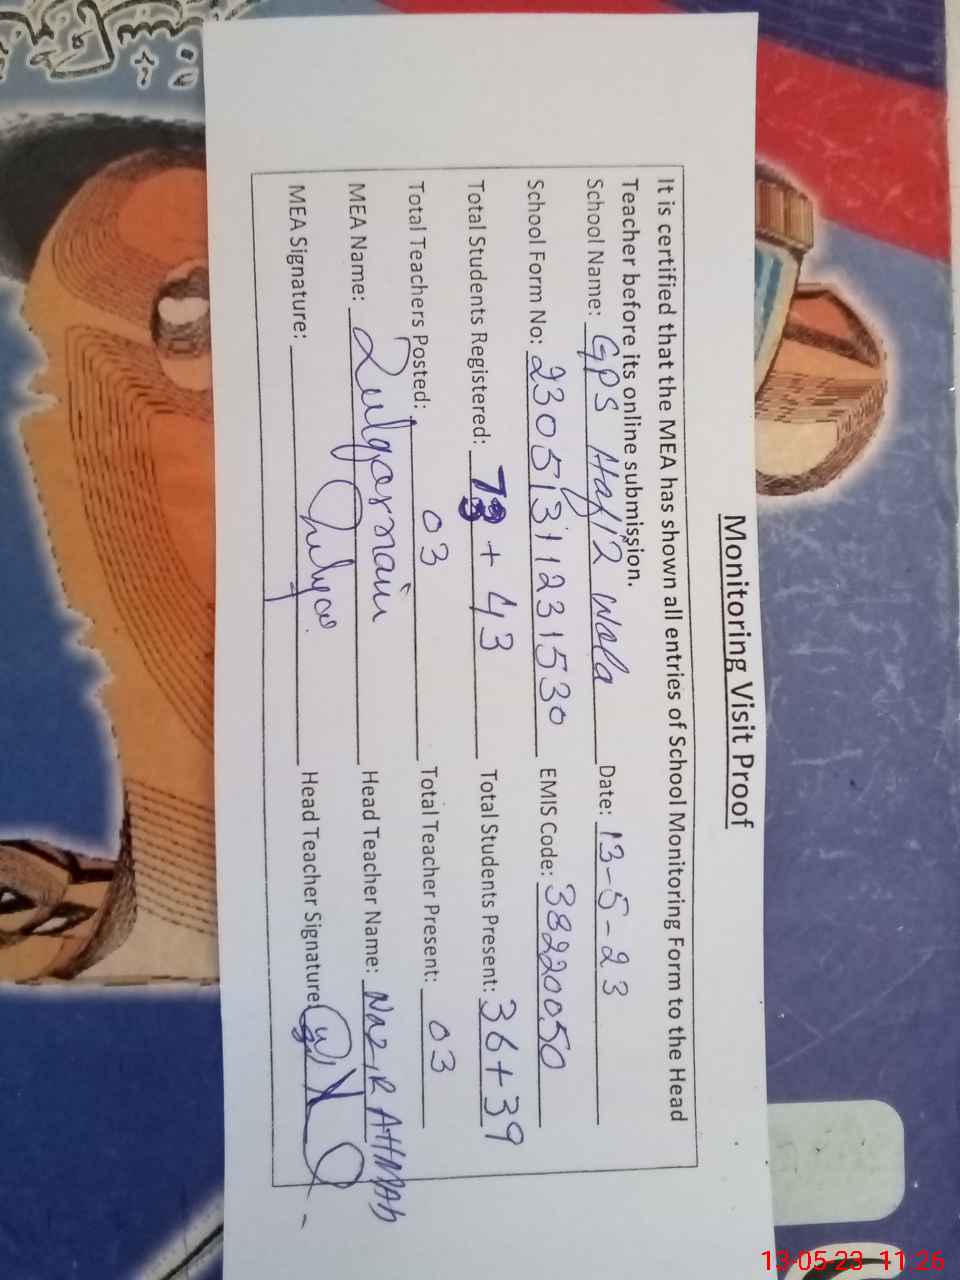 Monitoring Visit Proof
It is certified that the MEA has shown all entries of School Monitoring Form to the Head
Teacher before its online submission.
School Name: GPS Hafiz wala Date: 13-5-23
School Form No: 23051311231530 EMIS Code: 38220050
Total Students Registered: + 43 Total Students Present: 36+39
Total Teachers Posted: 03 Total Teacher Present: 03
MEA Name: Zulqarnain Head Teacher Name: NaziR AHMAD
MEA Signature: Head Teacher Signature:
13-05-23 11:26